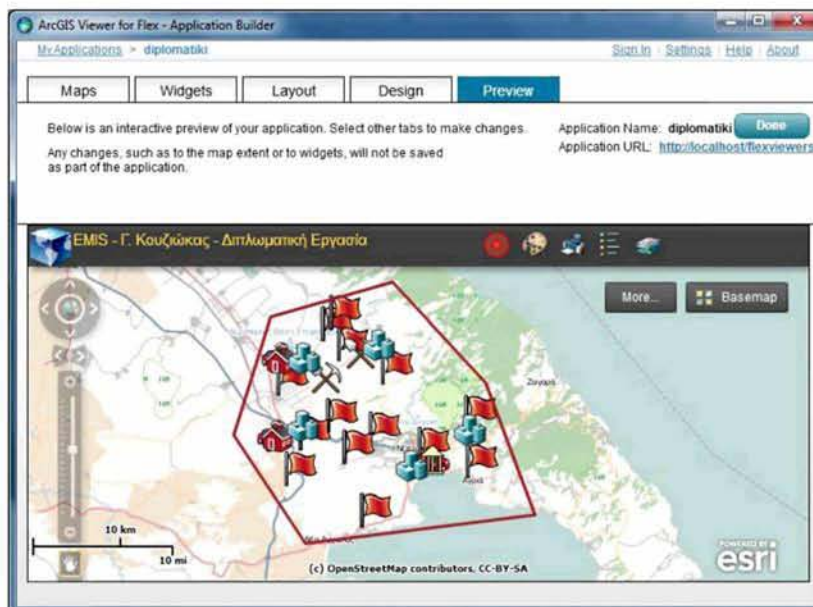 ArcGIS Viewer for Flex - Application Builder
My Applications > diplomatiki
Sign In | Settings | Help | About
Maps
Widgets
Layout
Design
Preview
Below is an interactive preview of your application. Select other tabs to make changes.
Any changes, such as to the map extent or to widgets, will not be saved
as part of the application.
Application Name: diplomatiki
Done
Application URL: http://localhost/flexviewers
EMIS - Γ. Κουζιώκας - Διπλωματική Εργασία
More...
Basemap
Ζαγορά
10 km
10 mi
(c) OpenStreetMap contributors, CC-BY-SA
POWERED BY
esri